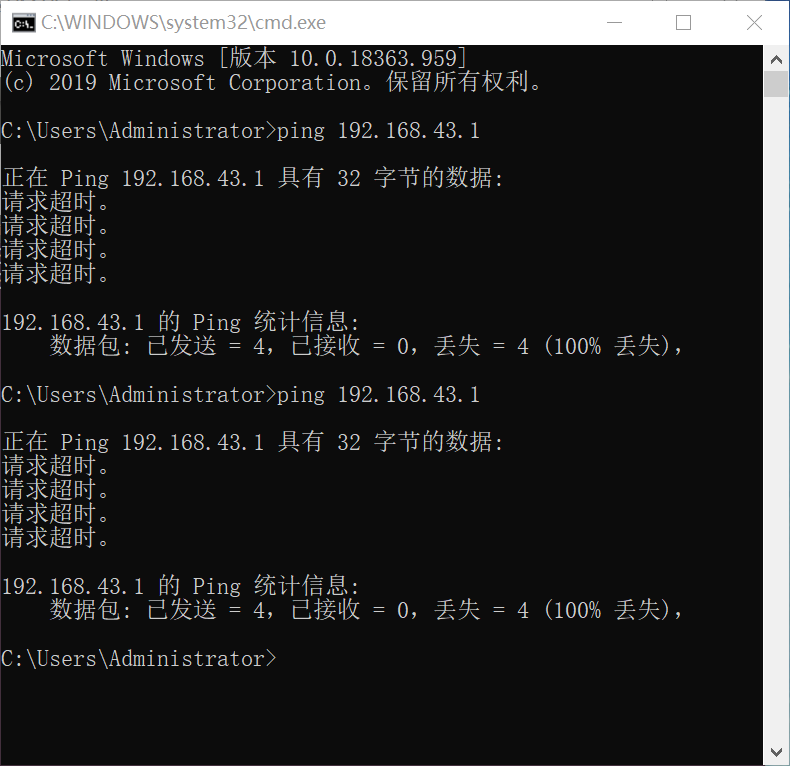 C:\WINDOWS\system32\cmd.exe
Microsoft Windows [版本 10.0.18363.959]
(c) 2019 Microsoft Corporation。保留所有权利。
C:\Users\Administrator>ping 192.168.43.1
正在 Ping 192.168.43.1 具有 32 字节的数据:
请求超时。
请求超时。
请求超时。
请求超时。
192.168.43.1 的 Ping 统计信息:
    数据包: 已发送 = 4，已接收 = 0，丢失 = 4 (100% 丢失)，
C:\Users\Administrator>ping 192.168.43.1
正在 Ping 192.168.43.1 具有 32 字节的数据:
请求超时。
请求超时。
请求超时。
请求超时。
192.168.43.1 的 Ping 统计信息:
    数据包: 已发送 = 4，已接收 = 0，丢失 = 4 (100% 丢失)，
C:\Users\Administrator>